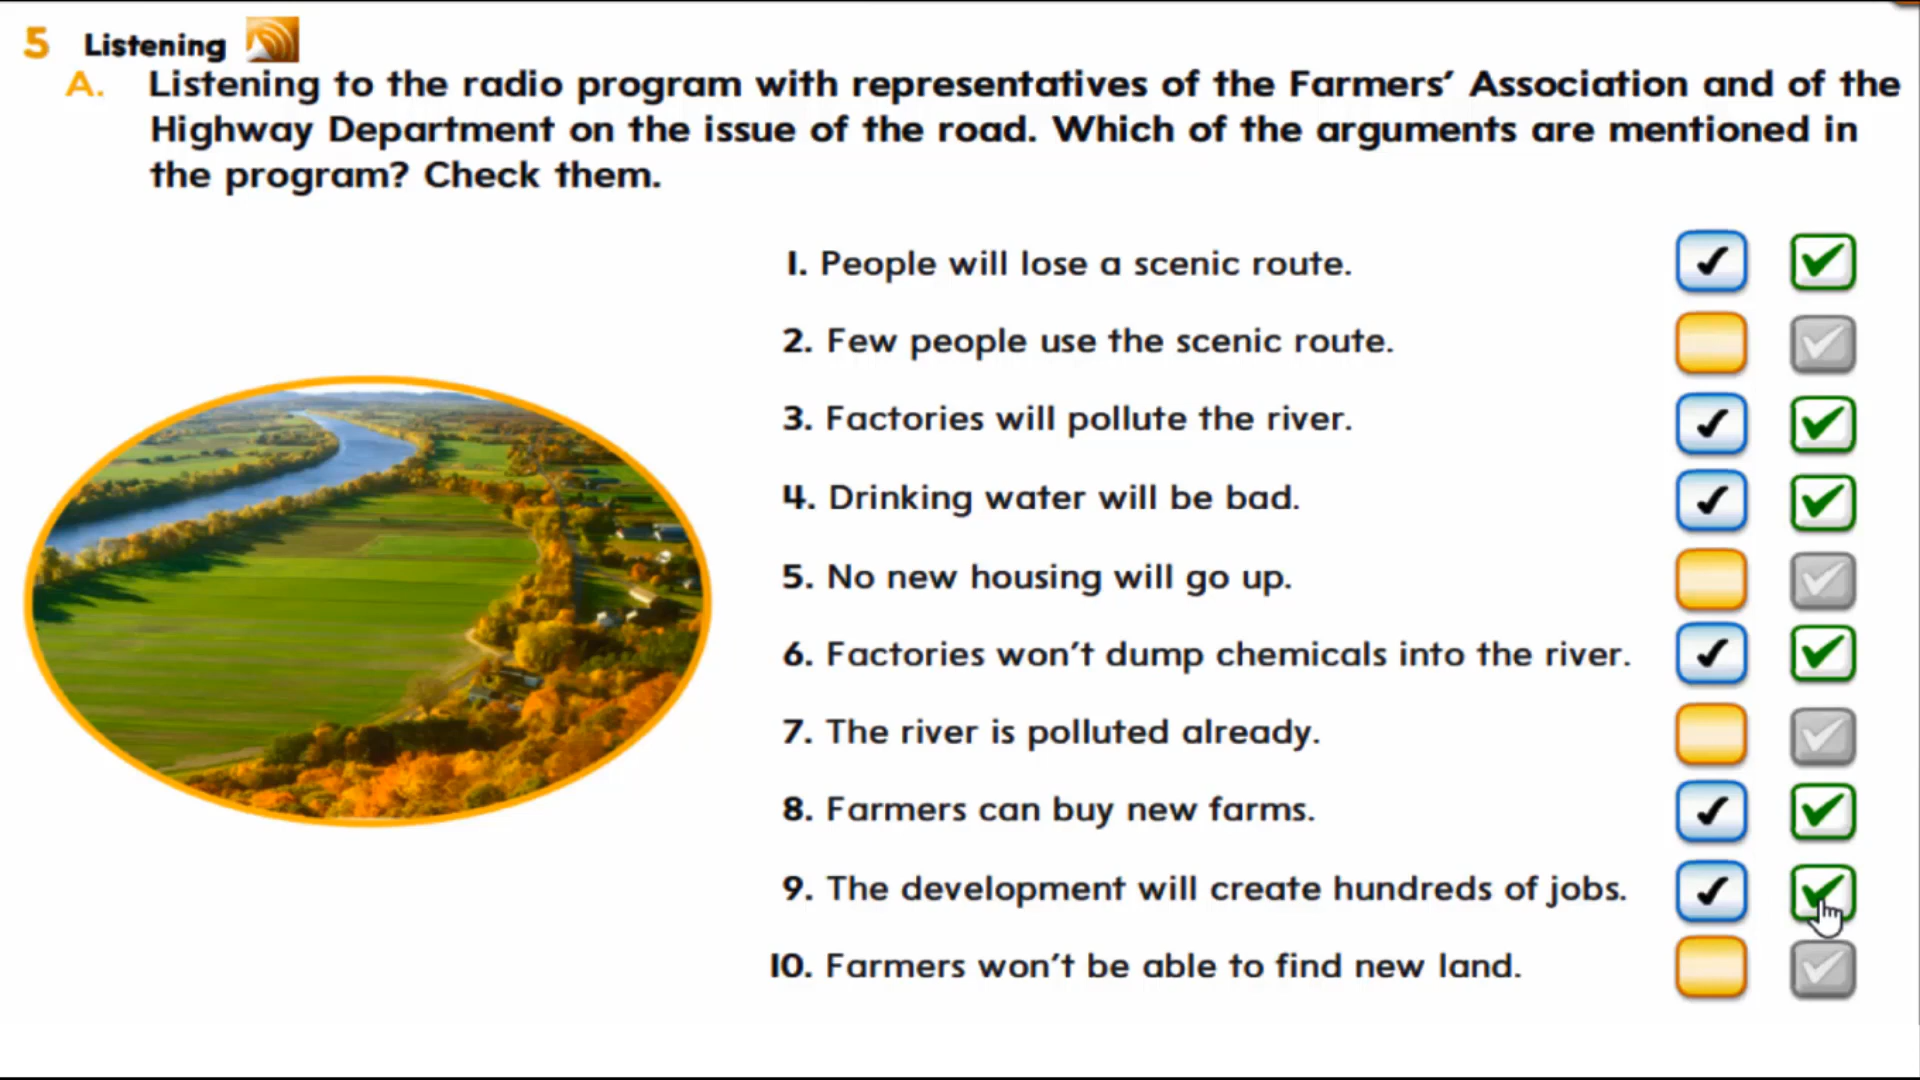 5 Listening
A. Listening to the radio program with representatives of the Farmers’ Association and of the
Highway Department on the issue of the road. Which of the arguments are mentioned in
the program? Check them.
1. People will lose a scenic route.
2. Few people use the scenic route.
3. Factories will pollute the river.
4. Drinking water will be bad.
5. No new housing will go up.
6. Factories won’t dump chemicals into the river.
7. The river is polluted already.
8. Farmers can buy new farms.
9. The development will create hundreds of jobs.
10. Farmers won’t be able to find new land.